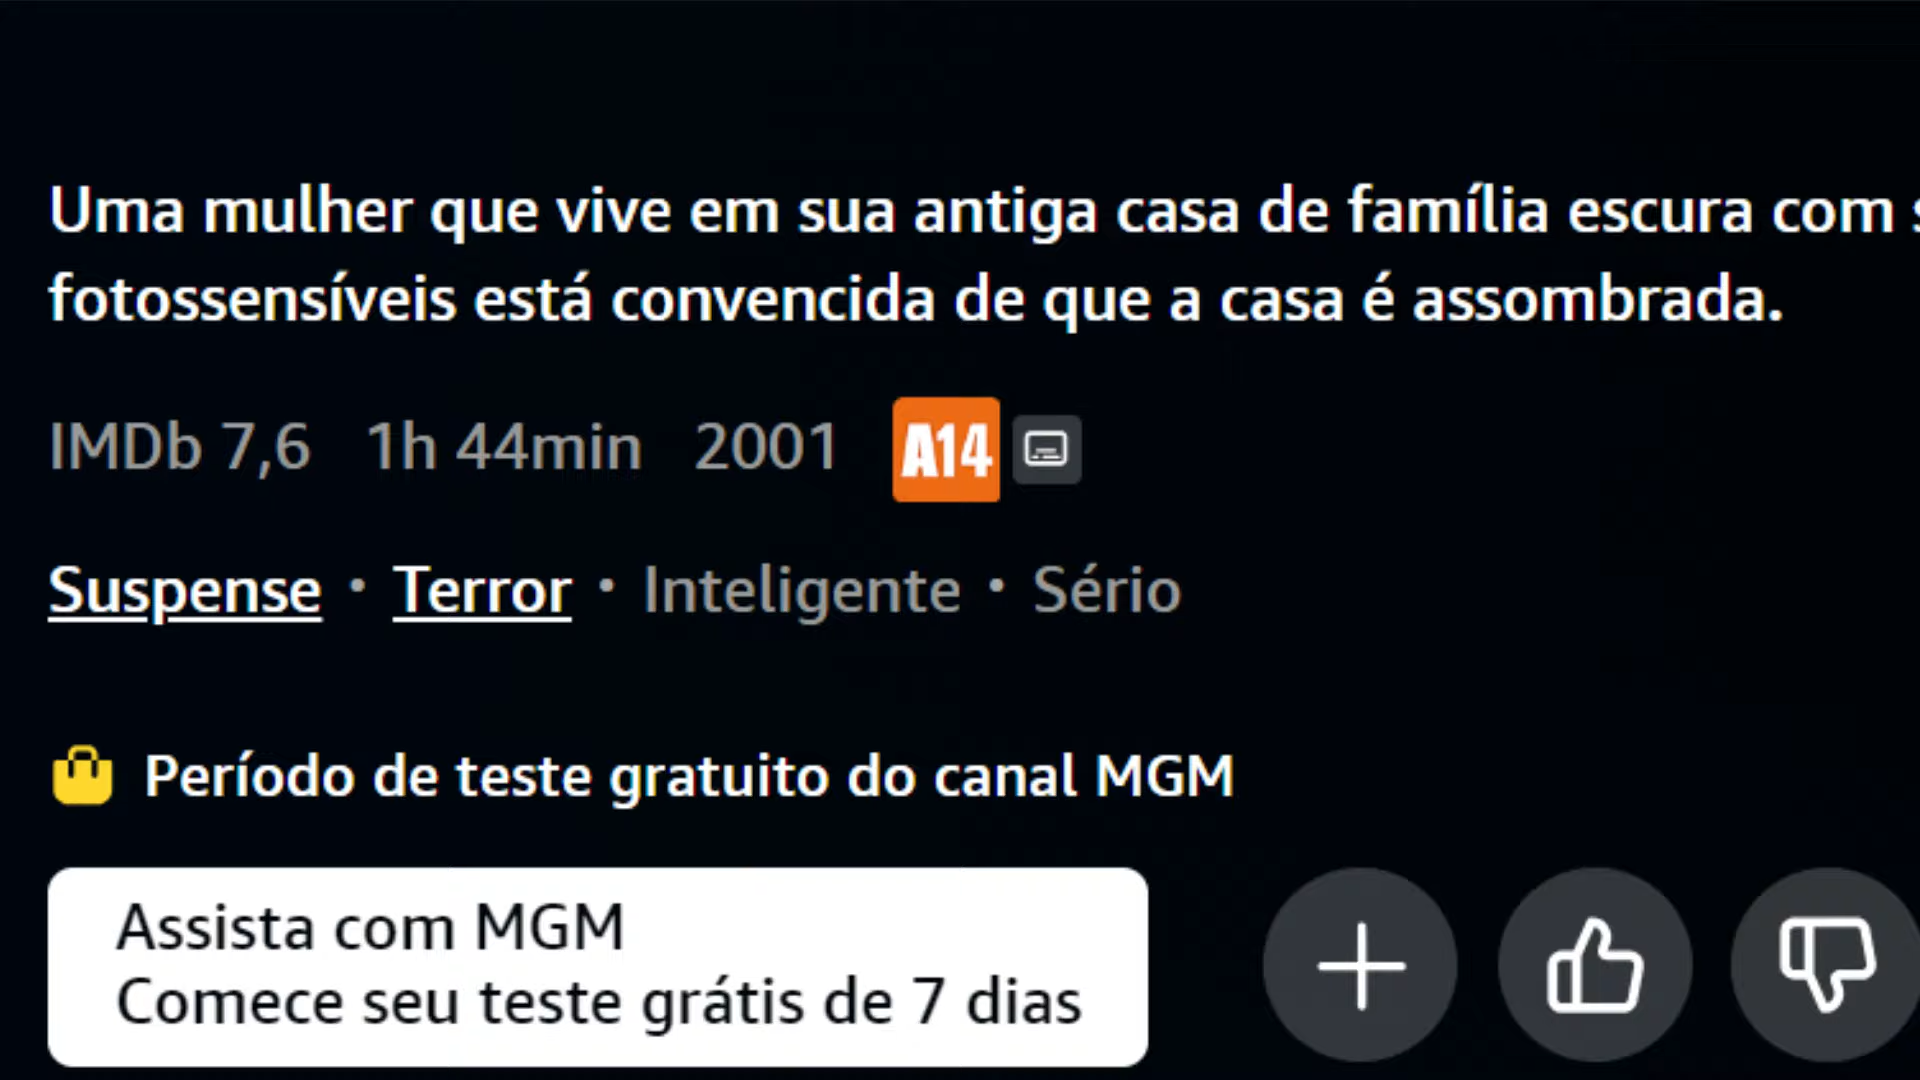 Uma mulher que vive em sua antiga casa de família escura com
fotossensíveis está convencida de que a casa é assombrada.
IMDb 7,6 1h 44min 2001 A14
Suspense • Terror • Inteligente • Sério
Período de teste gratuito do canal MGM
Assista com MGM
Comece seu teste grátis de 7 dias